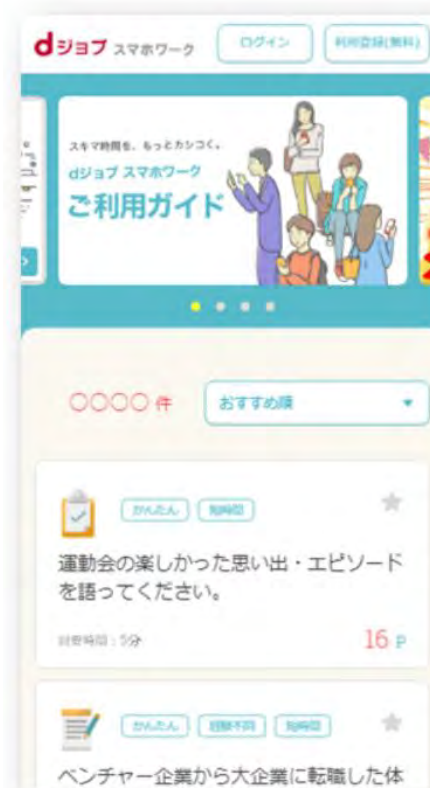 dジョブ スマホワーク
ログイン
利用登録(無料)
スキマ時間を、もっとカシコく。
dジョブ スマホワーク
ご利用ガイド
〇〇〇〇 件
おすすめ順
かんたん
短時間
運動会の楽しかった思い出・エピソード
を語ってください。
目安時間：5分
16 P
かんたん
経験不問
短時間
ベンチャー企業から大企業に転職した体